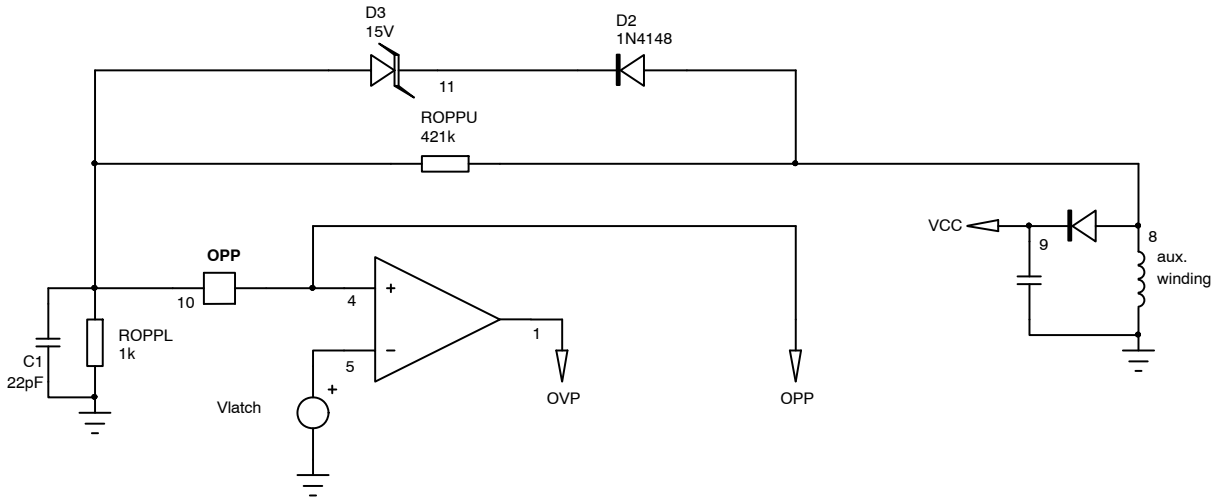 D3
15V
D2
1N4148
11
ROPPU
421k
VCC
9
8
aux.
winding
OPP
10
4
+
ROPPL
1k
C1
22pF
5
−
1
+
Vlatch
OVP
OPP